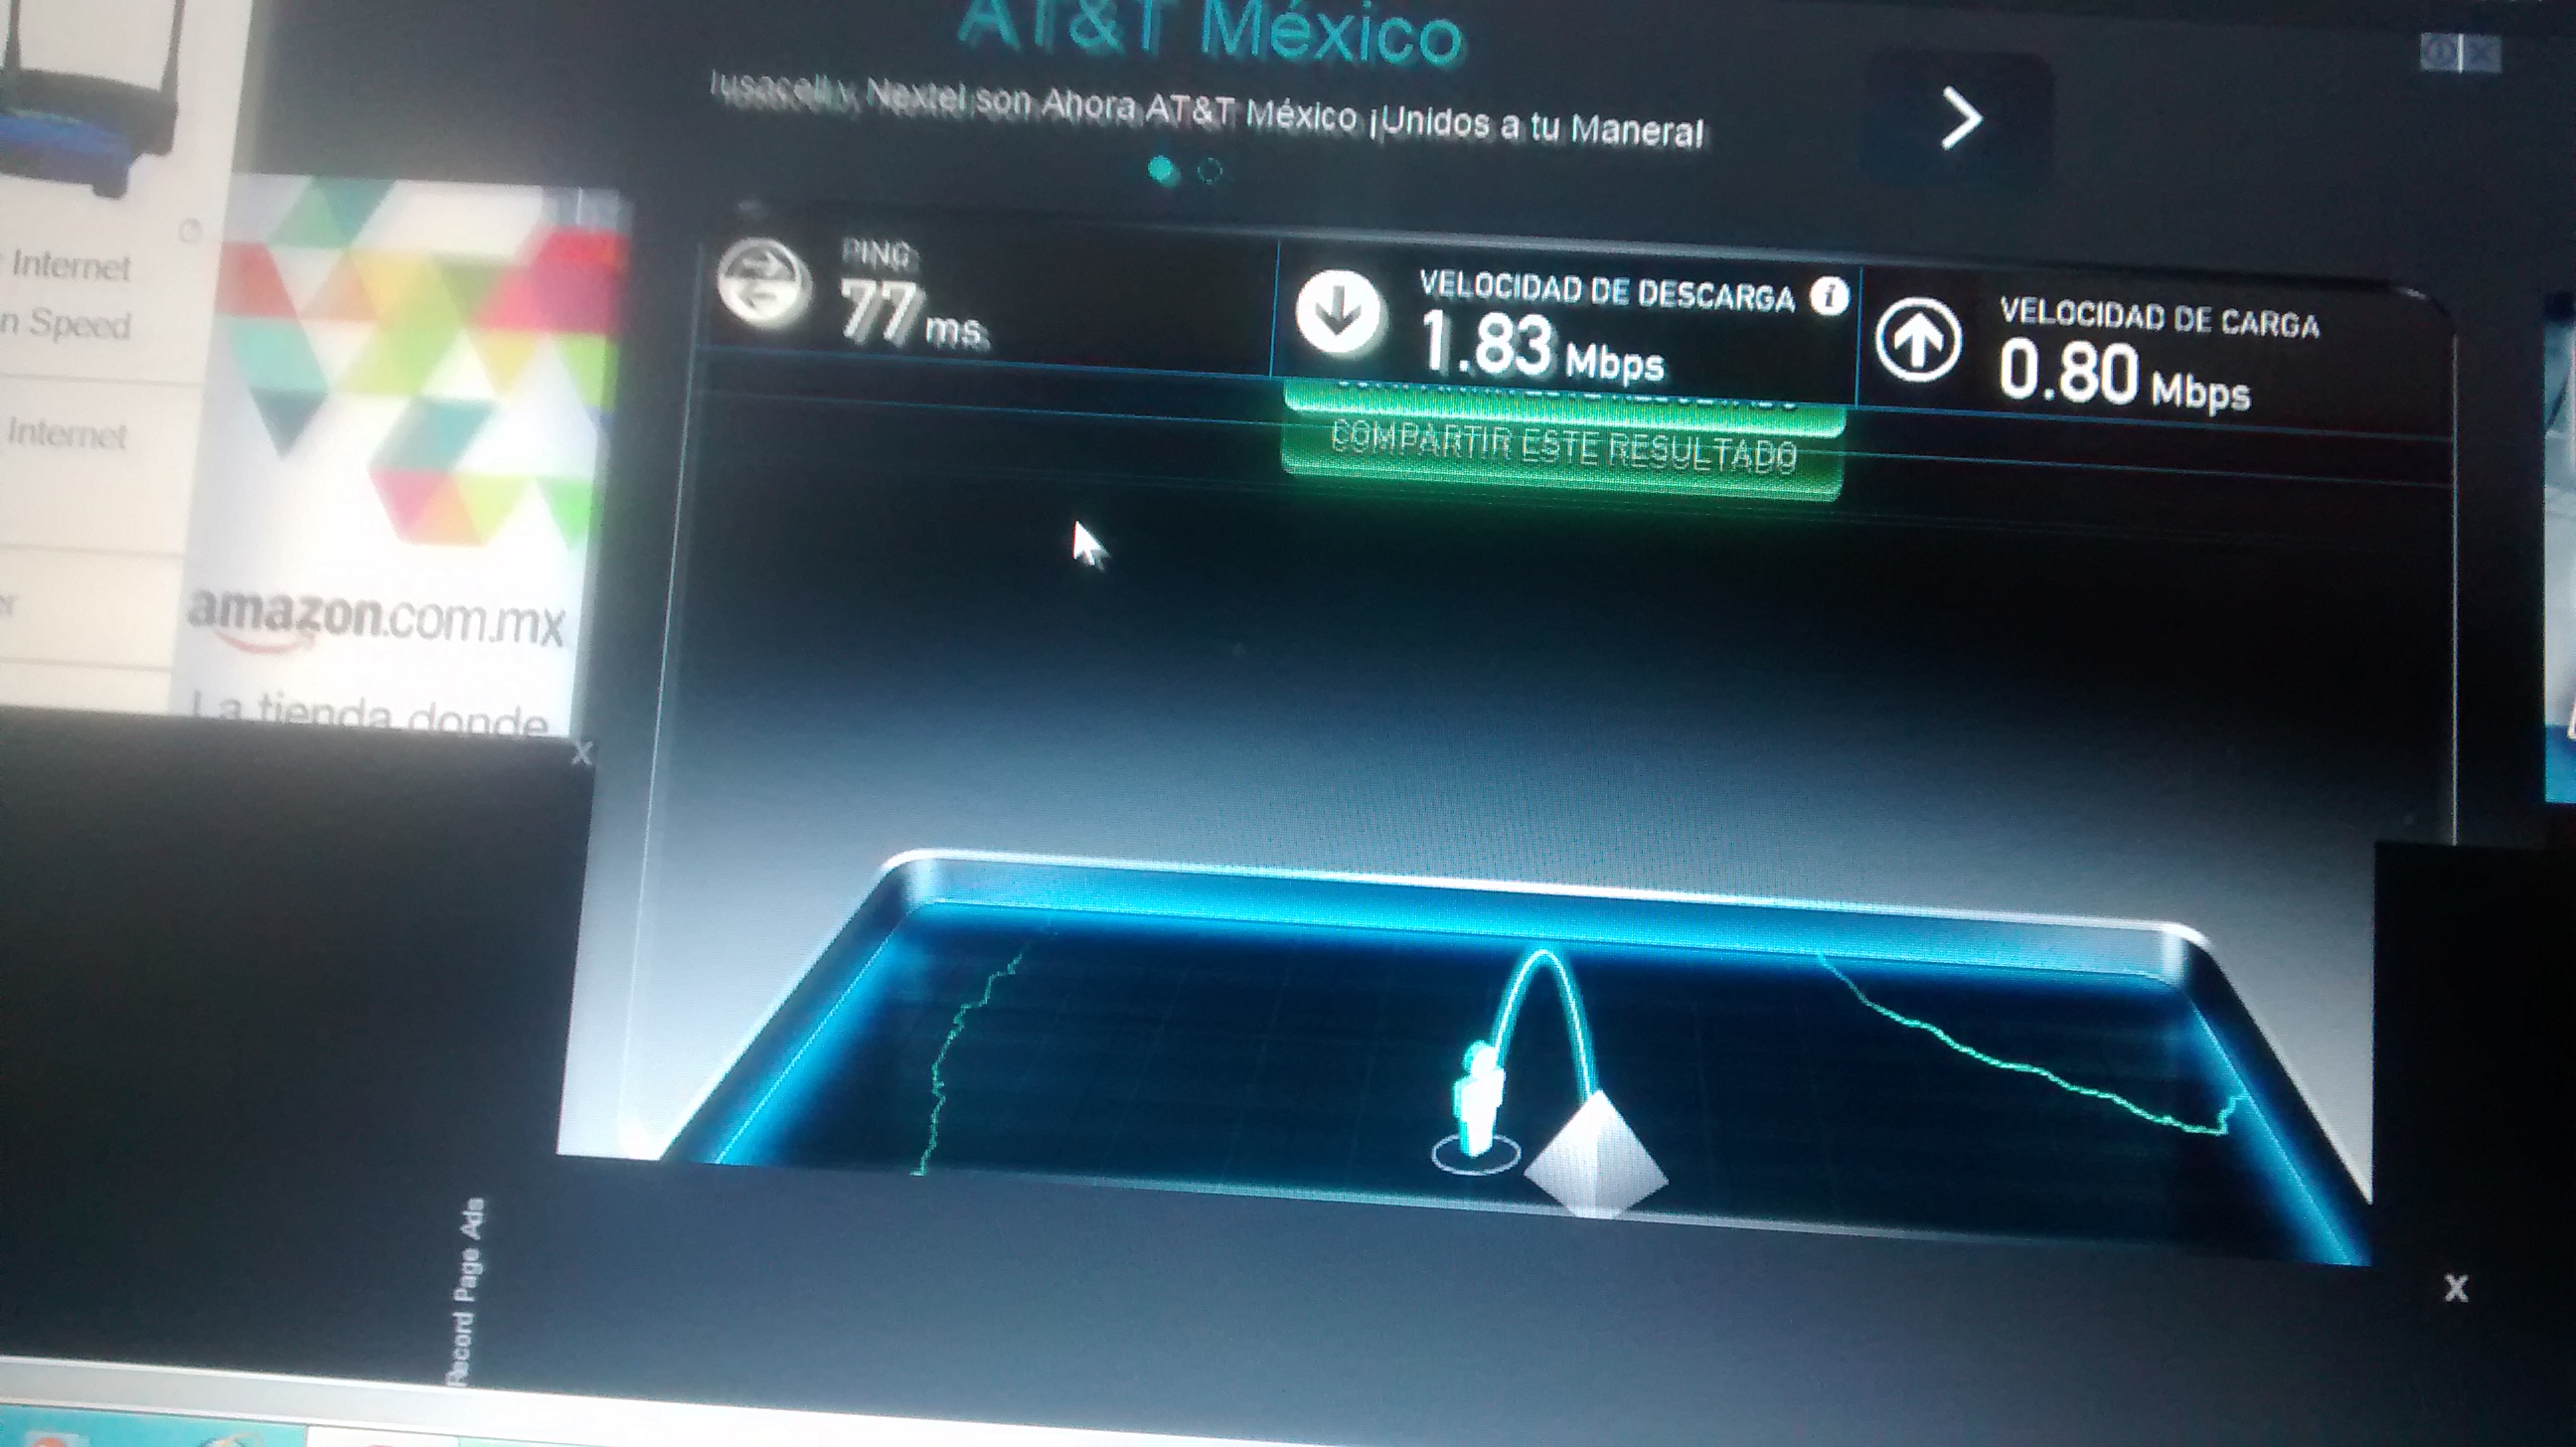 AT&T México
Iusacell y Nextel son Ahora AT&T México ¡Unidos a tu Manera!
Internet
n Speed
Internet
er
amazon.com.mx
La tienda donde
X
PING
77 ms
VELOCIDAD DE DESCARGA i
1.83 Mbps
VELOCIDAD DE CARGA
0.80 Mbps
COMPARTIR ESTE RESULTADO
Record Page Ads
X